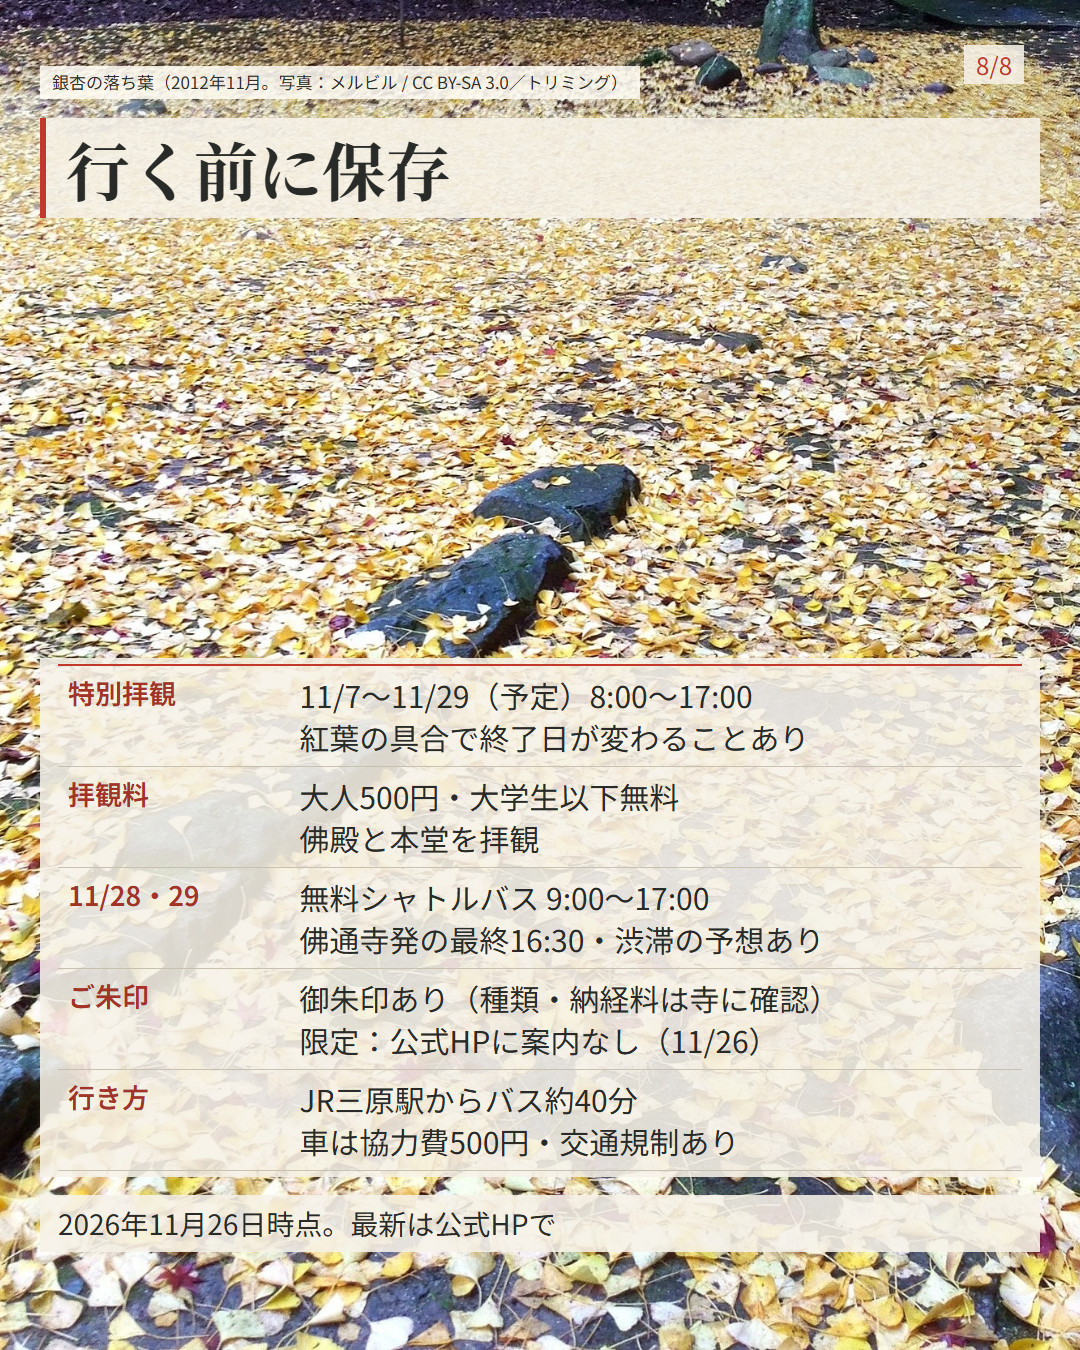 8/8
銀杏の落ち葉（2012年11月。写真：メルビル / CC BY-SA 3.0／トリミング）
行く前に保存
特別拝観
11/7～11/29（予定）8:00～17:00
紅葉の具合で終了日が変わることあり
拝観料
大人500円・大学生以下無料
佛殿と本堂を拝観
11/28・29
無料シャトルバス 9:00～17:00
佛通寺発の最終16:30・渋滞の予想あり
ご朱印
御朱印あり（種類・納経料は寺に確認）
限定：公式HPに案内なし（11/26）
行き方
JR三原駅からバス約40分
車は協力費500円・交通規制あり
2026年11月26日時点。最新は公式HPで